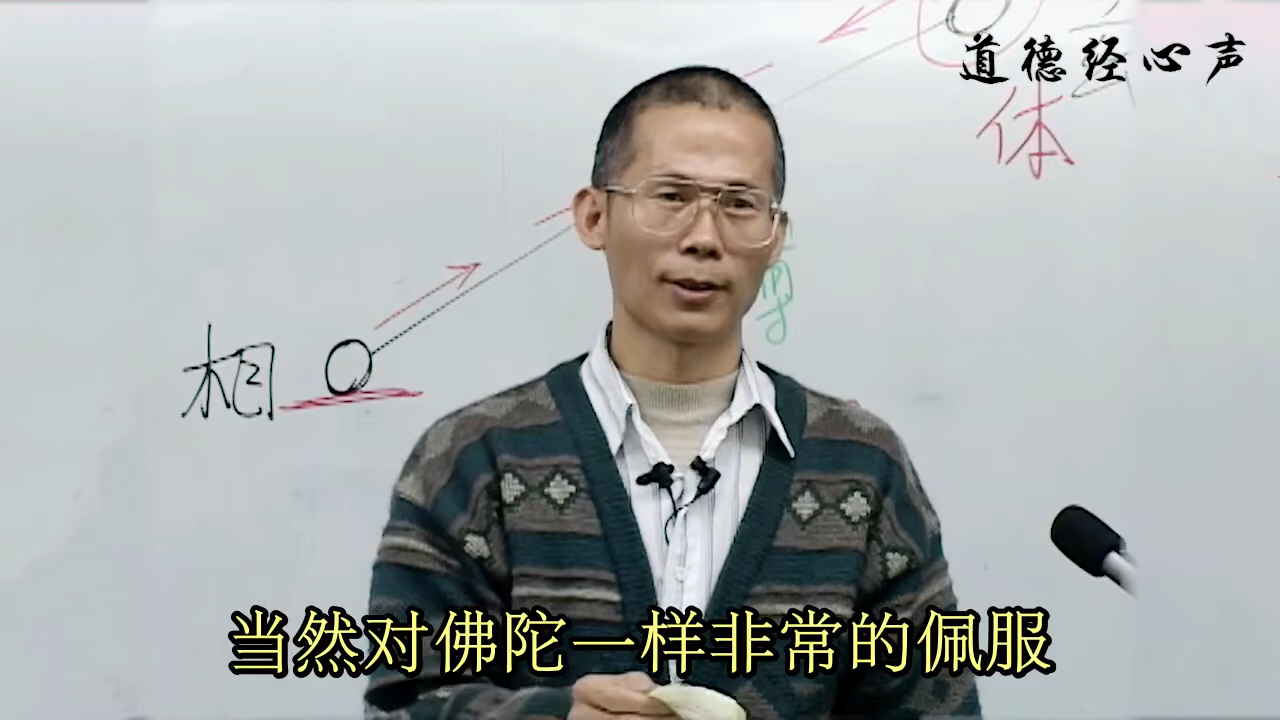 道德经心声
体
相
当然对佛陀一样非常的佩服